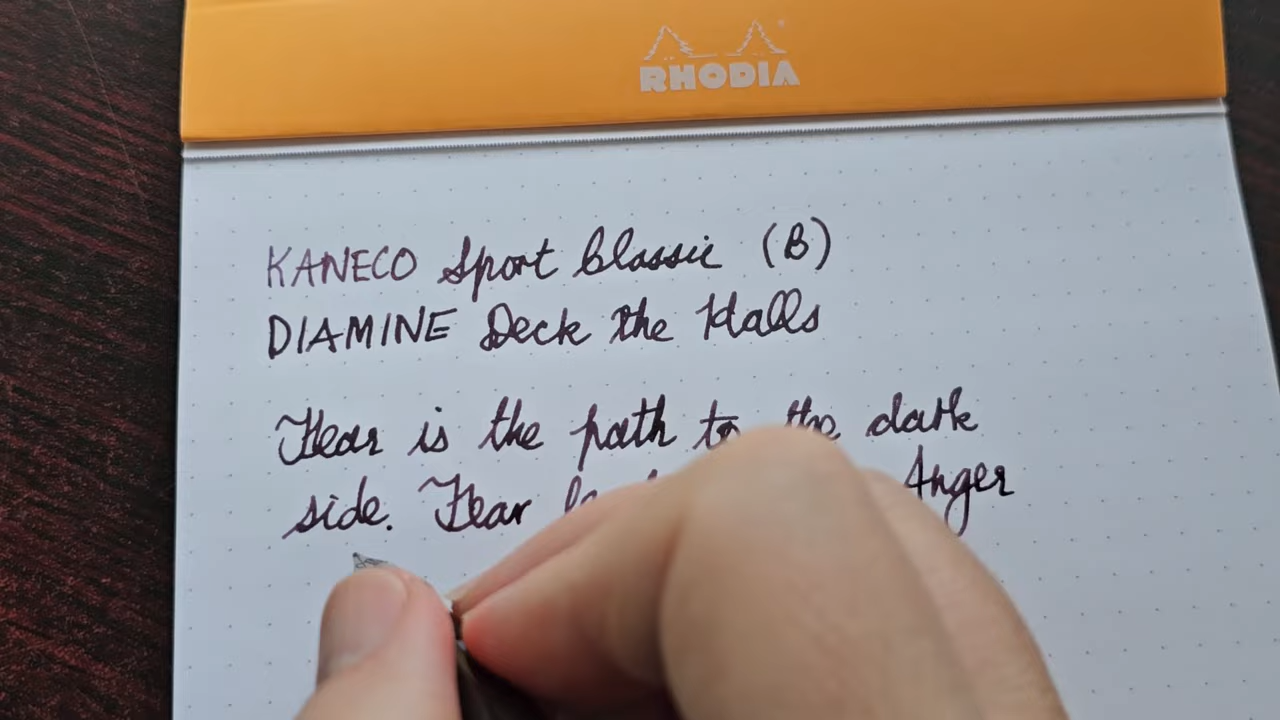 RHODIA
KANECO Sport Classic (B)
DIAMINE Deck the Halls
Fear is the path to the dark
side. Fear Anger